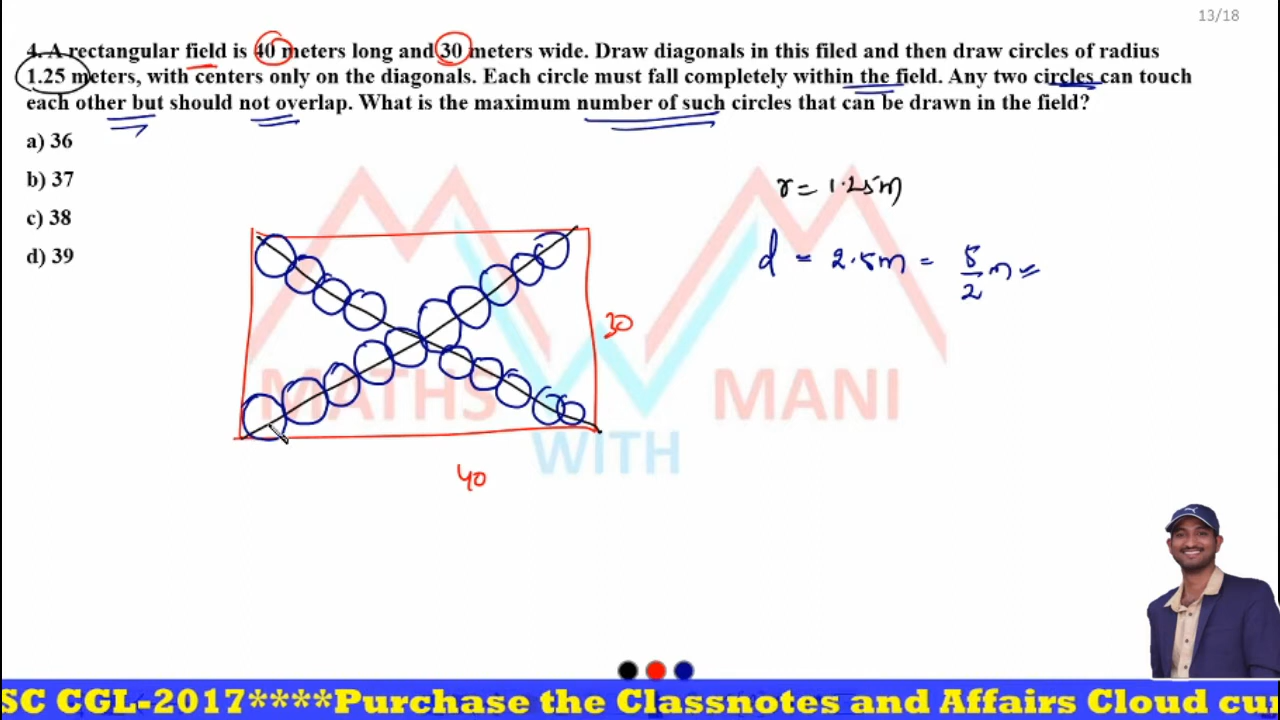 13/18
4. A rectangular field is 40 meters long and 30 meters wide. Draw diagonals in this filed and then draw circles of radius
1.25 meters, with centers only on the diagonals. Each circle must fall completely within the field. Any two circles can touch
each other but should not overlap. What is the maximum number of such circles that can be drawn in the field?
a) 36
b) 37
c) 38
d) 39
r = 1.25m
d = 2.5m = 5/2 m =
30
MATHS MANI
WITH
40
SC CGL-2017****Purchase the Classnotes and Affairs Cloud cur